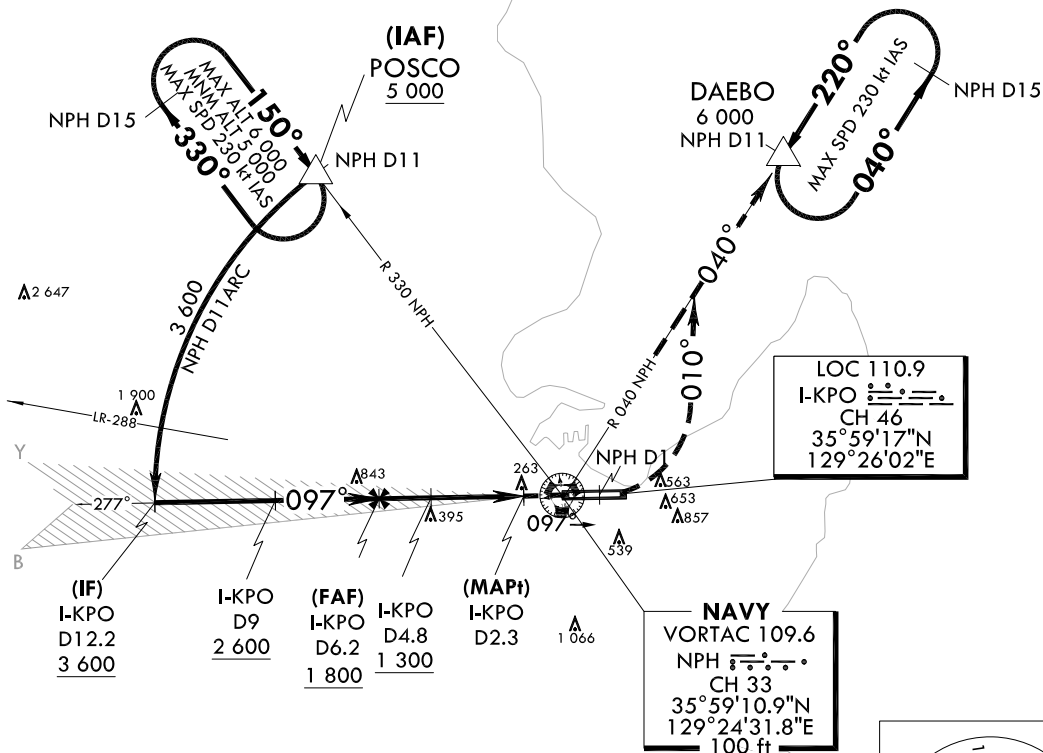 (IAF)
POSCO
5 000
MAX ALT 6 000
MNM ALT 5 000
MAX SPD 230 kt IAS
150°
330°
NPH D15
NPH D11
DAEBO
6 000
NPH D11
220°
MAX SPD 230 kt IAS
040°
NPH D15
2 647
3 600
NPH D11ARC
R 330 NPH
040°
R 040 NPH
010°
1 900
LR-288
LOC 110.9
I-KPO
CH 46
35°59'17"N
129°26'02"E
Y
277°
097°
843
395
263
097°
NPH D1
563
653
857
539
B
(IF)
I-KPO
D12.2
3 600
I-KPO
D9
2 600
(FAF)
I-KPO
D6.2
1 800
I-KPO
D4.8
1 300
(MAPt)
I-KPO
D2.3
1 066
NAVY
VORTAC 109.6
NPH
CH 33
35°59'10.9"N
129°24'31.8"E
100 ft